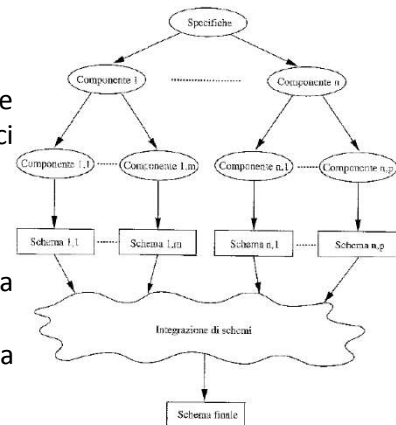 Specifiche
Componente 1 Componente n
e
ci
Componente 1,1 Componente 1,m Componente n,1 Componente n,p
Schema 1,1 Schema 1,m Schema n,1 Schema n,p
a
Integrazione di schemi
a
Schema finale